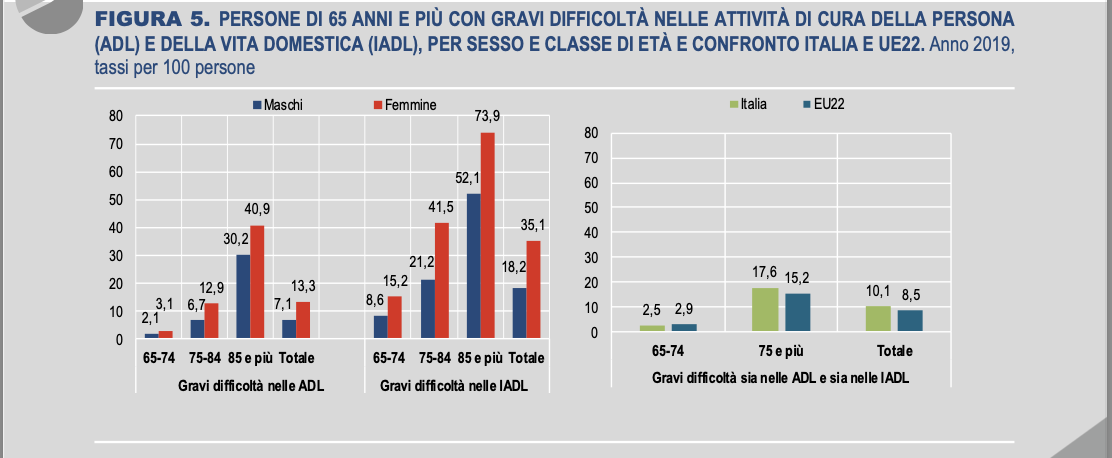 FIGURA 5. PERSONE DI 65 ANNI E PIÙ CON GRAVI DIFFICOLTÀ NELLE ATTIVITÀ DI CURA DELLA PERSONA
(ADL) E DELLA VITA DOMESTICA (IADL), PER SESSO E CLASSE DI ETÀ E CONFRONTO ITALIA E UE22. Anno 2019,
tassi per 100 persone
Maschi Femmine
80
70
60
50
40
30
20
10
0
2,1 3,1 6,7 12,9 30,2 40,9 7,1 13,3
8,6 15,2 21,2 41,5 52,1 73,9 18,2 35,1
65-74 75-84 85 e più Totale 65-74 75-84 85 e più Totale
Gravi difficoltà nelle ADL Gravi difficoltà nelle IADL
Italia EU22
80
70
60
50
40
30
20
10
0
2,5 2,9 17,6 15,2 10,1 8,5
65-74 75 e più Totale
Gravi difficoltà sia nelle ADL e sia nelle IADL